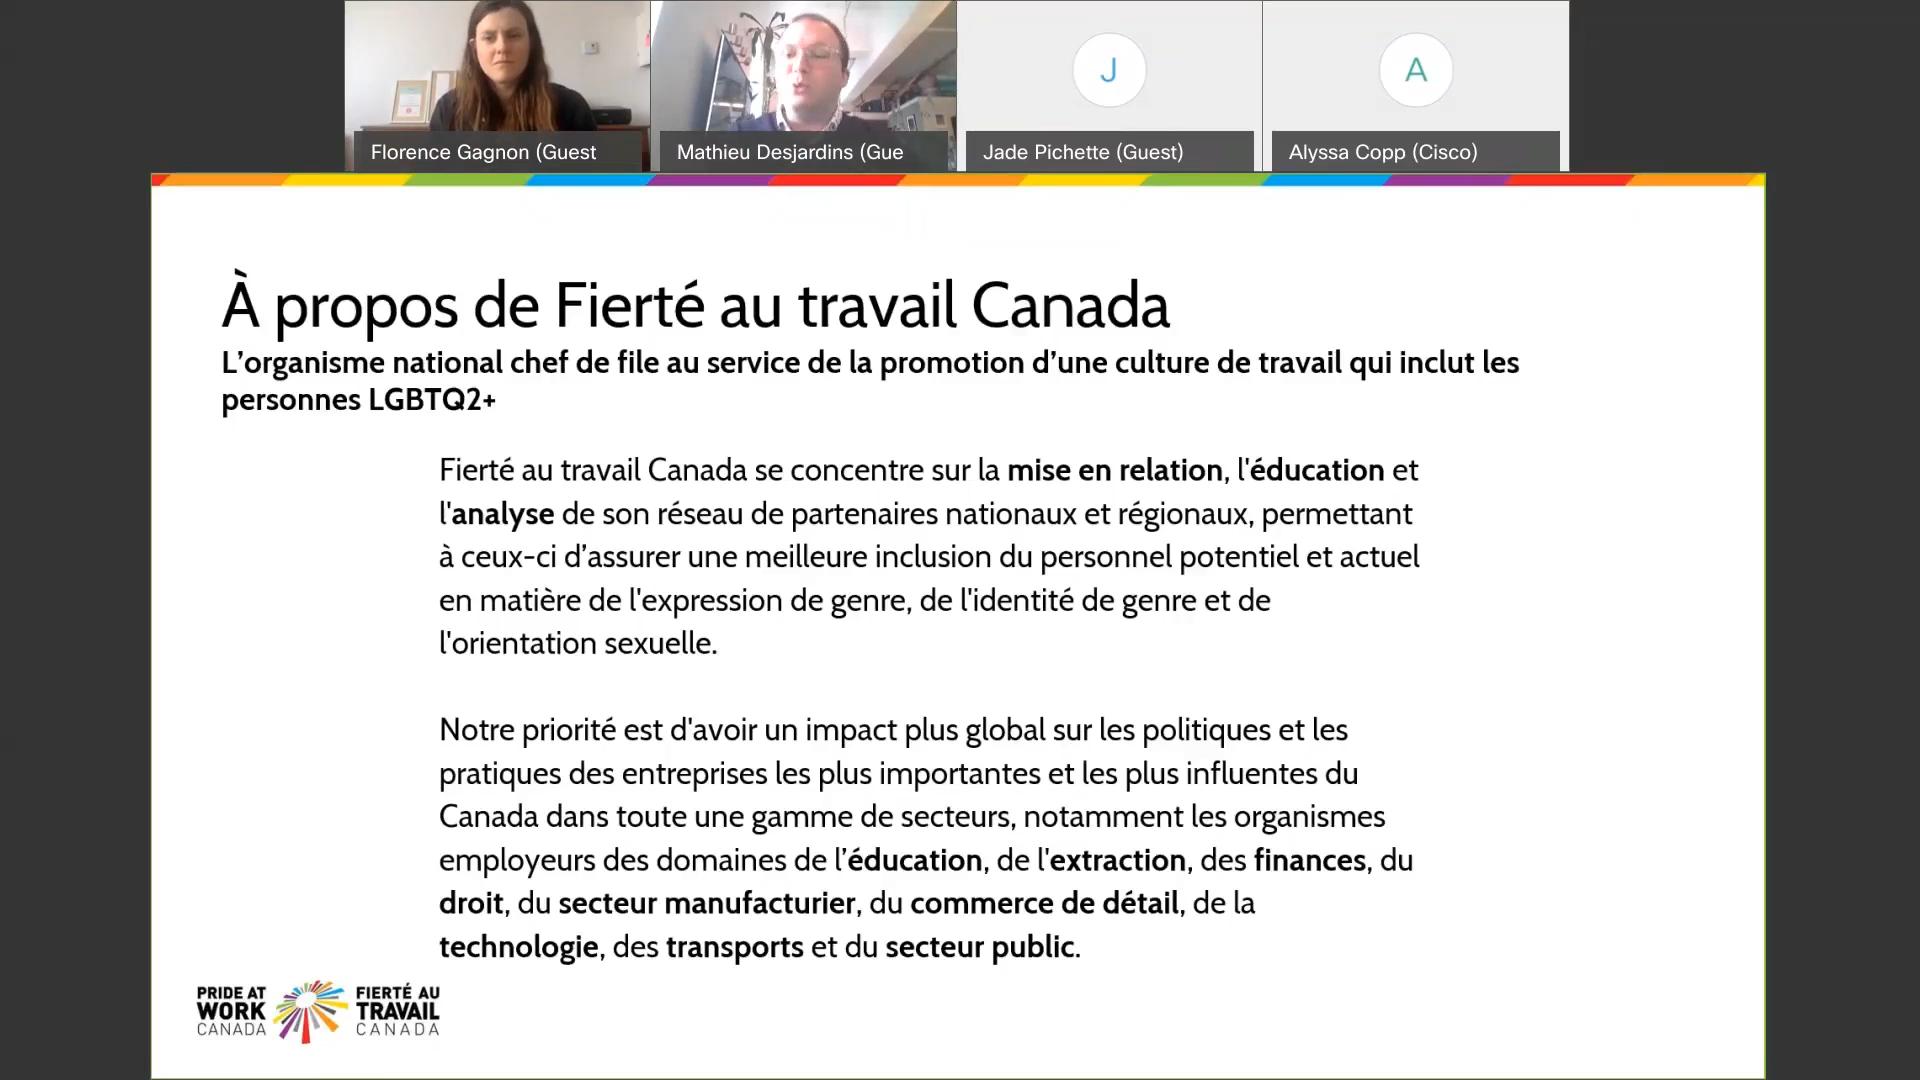 J
A
Florence Gagnon (Guest
Mathieu Desjardins (Gue
Jade Pichette (Guest)
Alyssa Copp (Cisco)
À propos de Fierté au travail Canada
L’organisme national chef de file au service de la promotion d’une culture de travail qui inclut les
personnes LGBTQ2+
Fierté au travail Canada se concentre sur la mise en relation, l'éducation et
l'analyse de son réseau de partenaires nationaux et régionaux, permettant
à ceux-ci d’assurer une meilleure inclusion du personnel potentiel et actuel
en matière de l'expression de genre, de l'identité de genre et de
l'orientation sexuelle.
Notre priorité est d'avoir un impact plus global sur les politiques et les
pratiques des entreprises les plus importantes et les plus influentes du
Canada dans toute une gamme de secteurs, notamment les organismes
employeurs des domaines de l’éducation, de l'extraction, des finances, du
droit, du secteur manufacturier, du commerce de détail, de la
technologie, des transports et du secteur public.
PRIDE AT
WORK
CANADA
FIERTÉ AU
TRAVAIL
CANADA